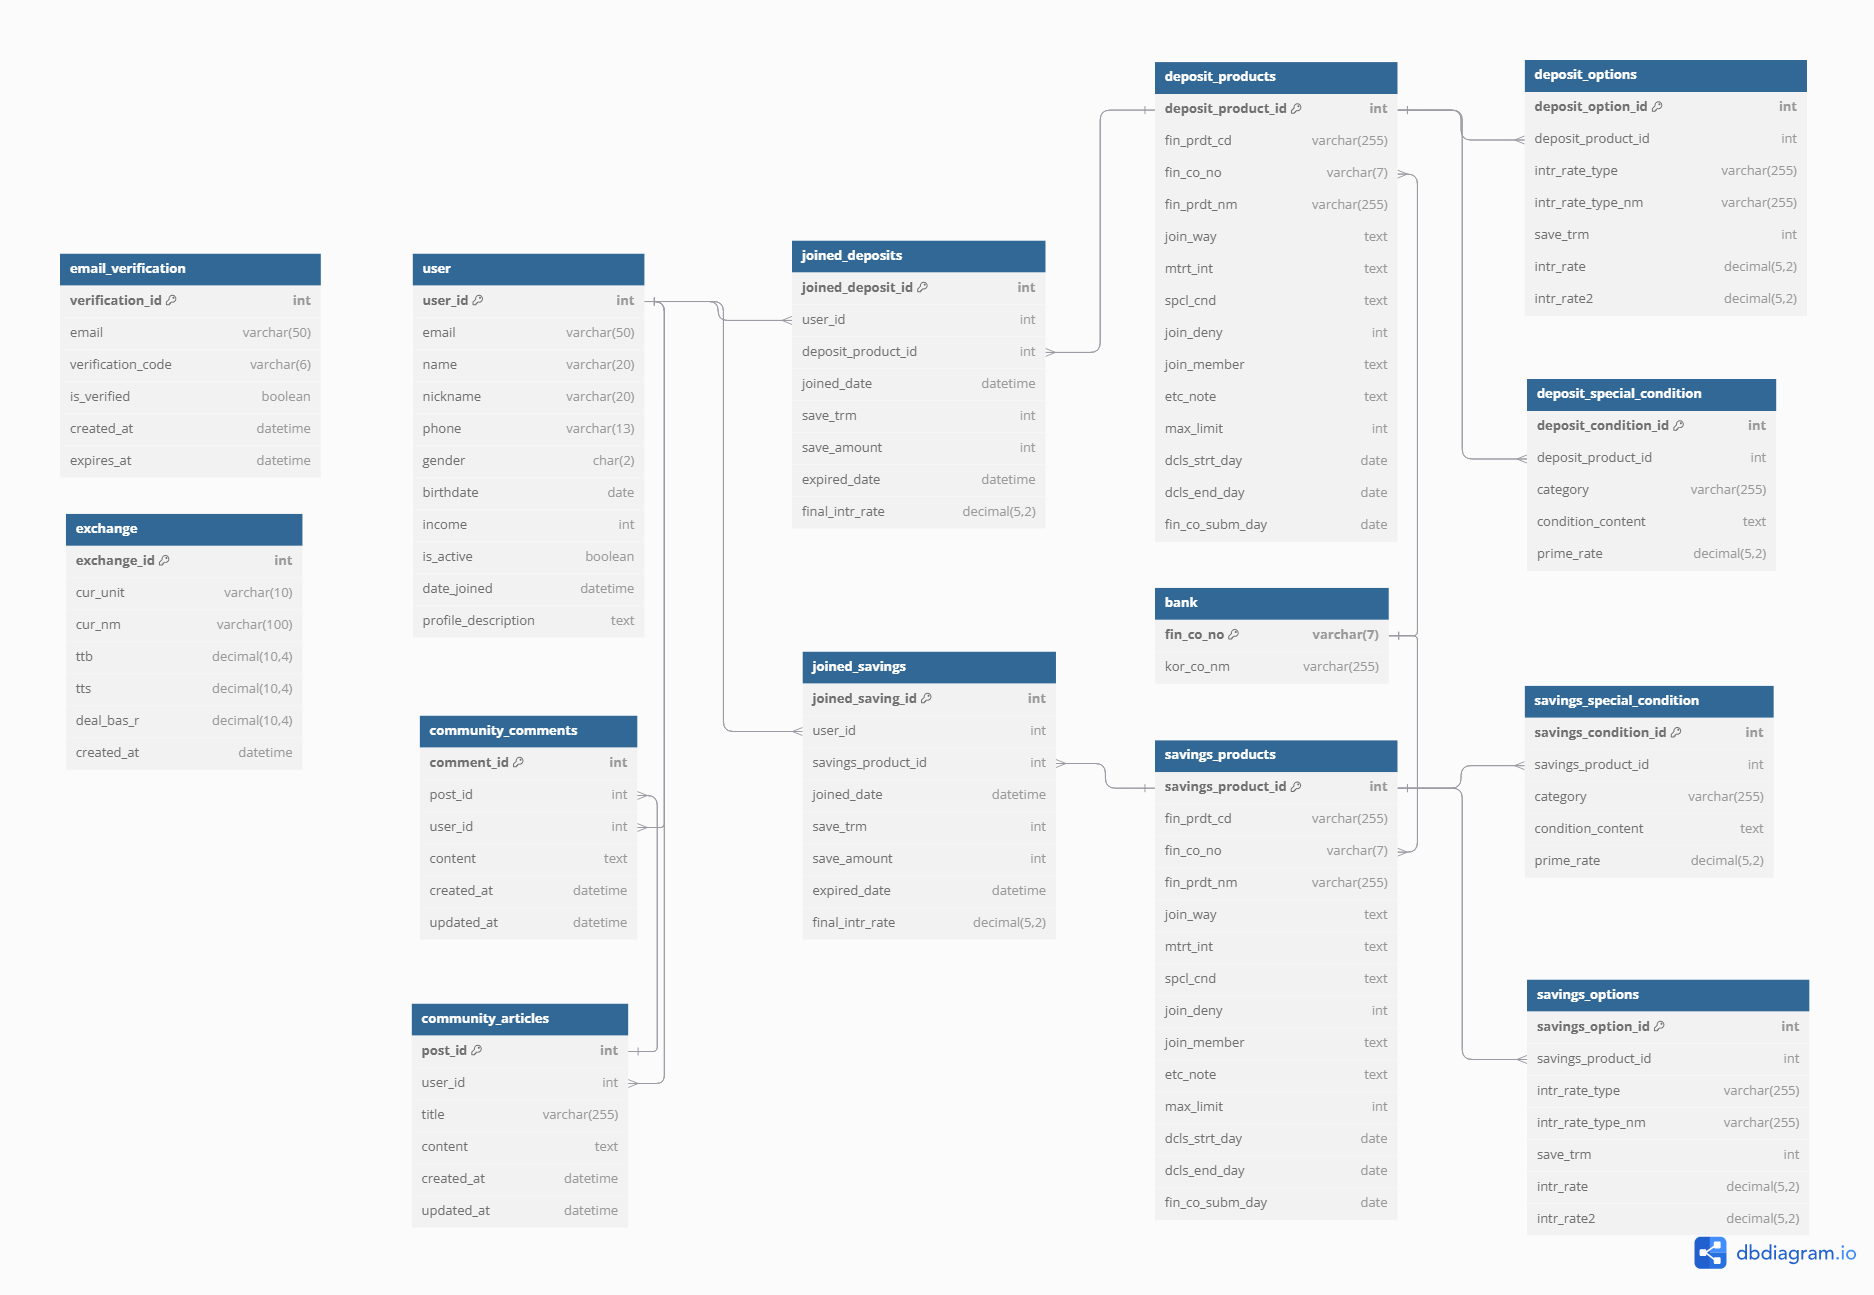 email_verification
verification_id int
email varchar(50)
verification_code varchar(6)
is_verified boolean
created_at datetime
expires_at datetime
exchange
exchange_id int
cur_unit varchar(10)
cur_nm varchar(100)
ttb decimal(10,4)
tts decimal(10,4)
deal_bas_r decimal(10,4)
created_at datetime
user
user_id int
email varchar(50)
name varchar(20)
nickname varchar(20)
phone varchar(13)
gender char(2)
birthdate date
income int
is_active boolean
date_joined datetime
profile_description text
community_comments
comment_id int
post_id int
user_id int
content text
created_at datetime
updated_at datetime
community_articles
post_id int
user_id int
title varchar(255)
content text
created_at datetime
updated_at datetime
joined_deposits
joined_deposit_id int
user_id int
deposit_product_id int
joined_date datetime
save_trm int
save_amount int
expired_date datetime
final_intr_rate decimal(5,2)
joined_savings
joined_saving_id int
user_id int
savings_product_id int
joined_date datetime
save_trm int
save_amount int
expired_date datetime
final_intr_rate decimal(5,2)
deposit_products
deposit_product_id int
fin_prdt_cd varchar(255)
fin_co_no varchar(7)
fin_prdt_nm varchar(255)
join_way text
mtrt_int text
spcl_cnd text
join_deny int
join_member text
etc_note text
max_limit int
dcls_strt_day date
dcls_end_day date
fin_co_subm_day date
bank
fin_co_no varchar(7)
kor_co_nm varchar(255)
savings_products
savings_product_id int
fin_prdt_cd varchar(255)
fin_co_no varchar(7)
fin_prdt_nm varchar(255)
join_way text
mtrt_int text
spcl_cnd text
join_deny int
join_member text
etc_note text
max_limit int
dcls_strt_day date
dcls_end_day date
fin_co_subm_day date
deposit_options
deposit_option_id int
deposit_product_id int
intr_rate_type varchar(255)
intr_rate_type_nm varchar(255)
save_trm int
intr_rate decimal(5,2)
intr_rate2 decimal(5,2)
deposit_special_condition
deposit_condition_id int
deposit_product_id int
category varchar(255)
condition_content text
prime_rate decimal(5,2)
savings_special_condition
savings_condition_id int
savings_product_id int
category varchar(255)
condition_content text
prime_rate decimal(5,2)
savings_options
savings_option_id int
savings_product_id int
intr_rate_type varchar(255)
intr_rate_type_nm varchar(255)
save_trm int
intr_rate decimal(5,2)
intr_rate2 decimal(5,2)
dbdiagram.io